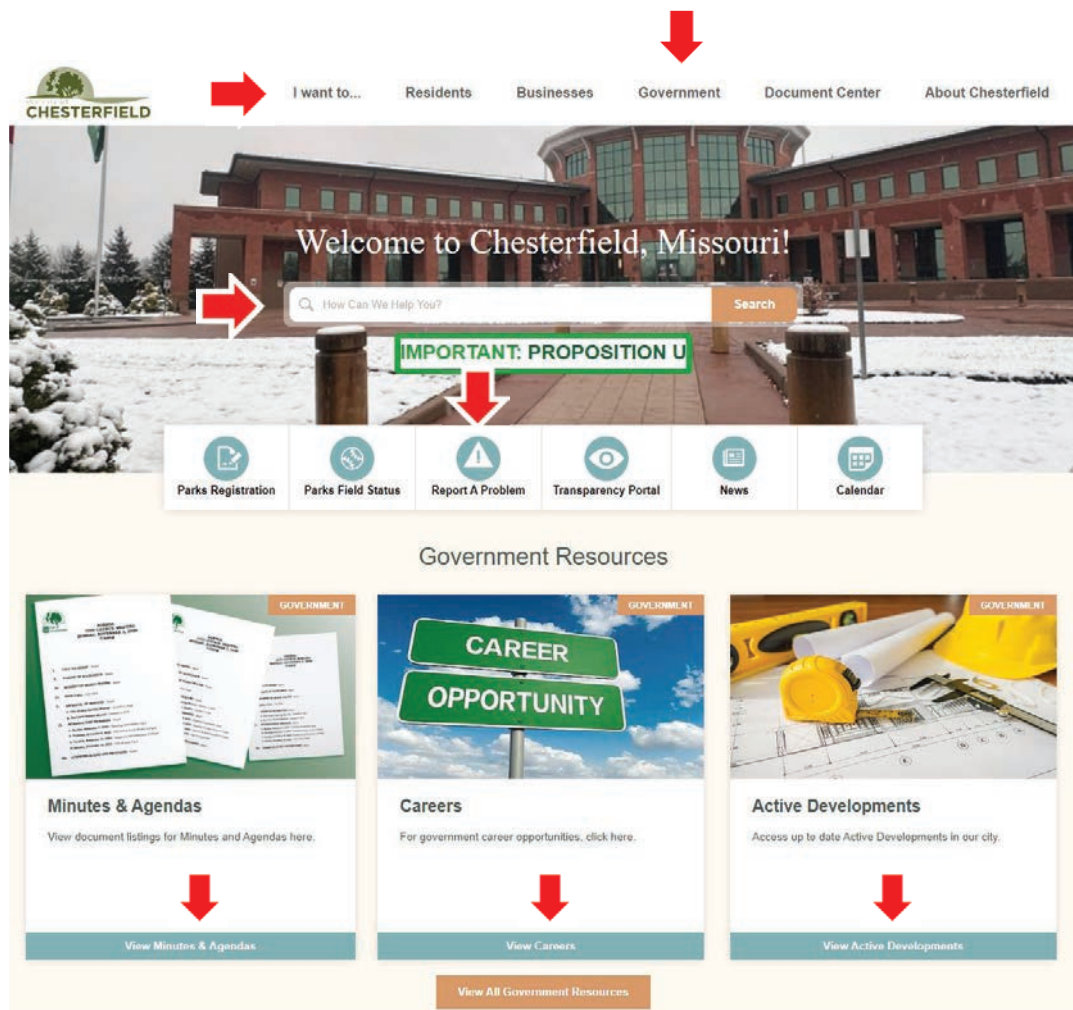 CHESTERFIELD
I want to...
Residents
Businesses
Government
Document Center
About Chesterfield
Welcome to Chesterfield, Missouri!
How Can We Help You?
Search
IMPORTANT: PROPOSITION U
Parks Registration
Parks Field Status
Report A Problem
Transparency Portal
News
Calendar
Government Resources
GOVERNMENT
GOVERNMENT
GOVERNMENT
CAREER
OPPORTUNITY
Minutes & Agendas
View document listings for Minutes and Agendas here.
View Minutes & Agendas
Careers
For government career opportunities, click here.
View Careers
Active Developments
Access up to date Active Developments in our city.
View Active Developments
View All Government Resources